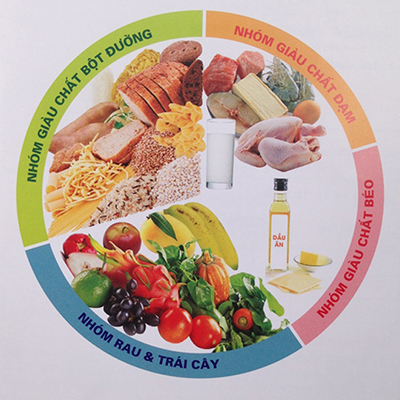 NHÓM GIÀU CHẤT BỘT ĐƯỜNG
NHÓM GIÀU CHẤT ĐẠM
NHÓM GIÀU CHẤT BÉO
DẦU
ĂN
NHÓM RAU & TRÁI CÂY